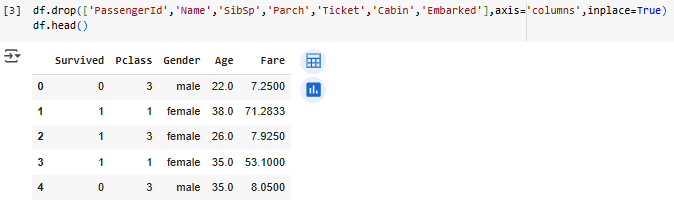 [3] df.drop(['PassengerId','Name','SibSp','Parch','Ticket','Cabin','Embarked'],axis='columns',inplace=True)
df.head()
Survived Pclass Gender Age Fare
0 0 3 male 22.0 7.2500
1 1 1 female 38.0 71.2833
2 1 3 female 26.0 7.9250
3 1 1 female 35.0 53.1000
4 0 3 male 35.0 8.0500